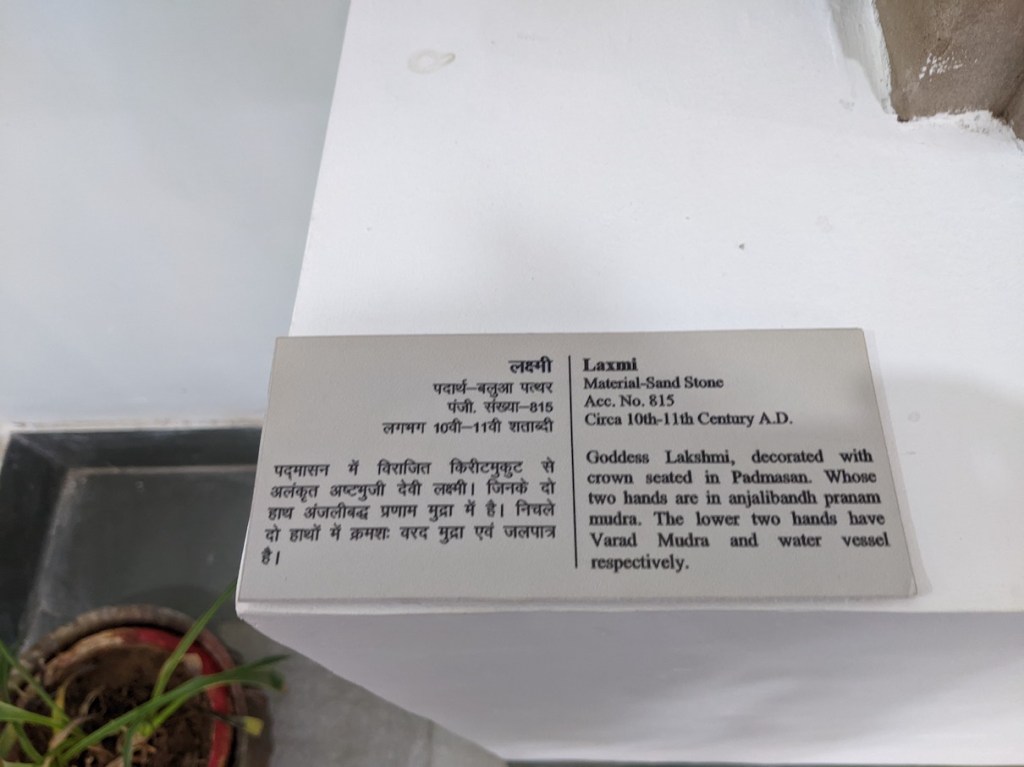 लक्ष्मी
पदार्थ–बलुआ पत्थर
पंजी. संख्या–815
लगभग 10वी–11वी शताब्दी
पद्मासन में विराजित किरीटमुकुट से
अलंकृत अष्टभुजी देवी लक्ष्मी। जिनके दो
हाथ अंजलीबद्ध प्रणाम मुद्रा में है। निचले
दो हाथों में क्रमशः वरद मुद्रा एवं जलपात्र
है।
Laxmi
Material-Sand Stone
Acc. No. 815
Circa 10th-11th Century A.D.
Goddess Lakshmi, decorated with
crown seated in Padmasan. Whose
two hands are in anjalibandh pranam
mudra. The lower two hands have
Varad Mudra and water vessel
respectively.